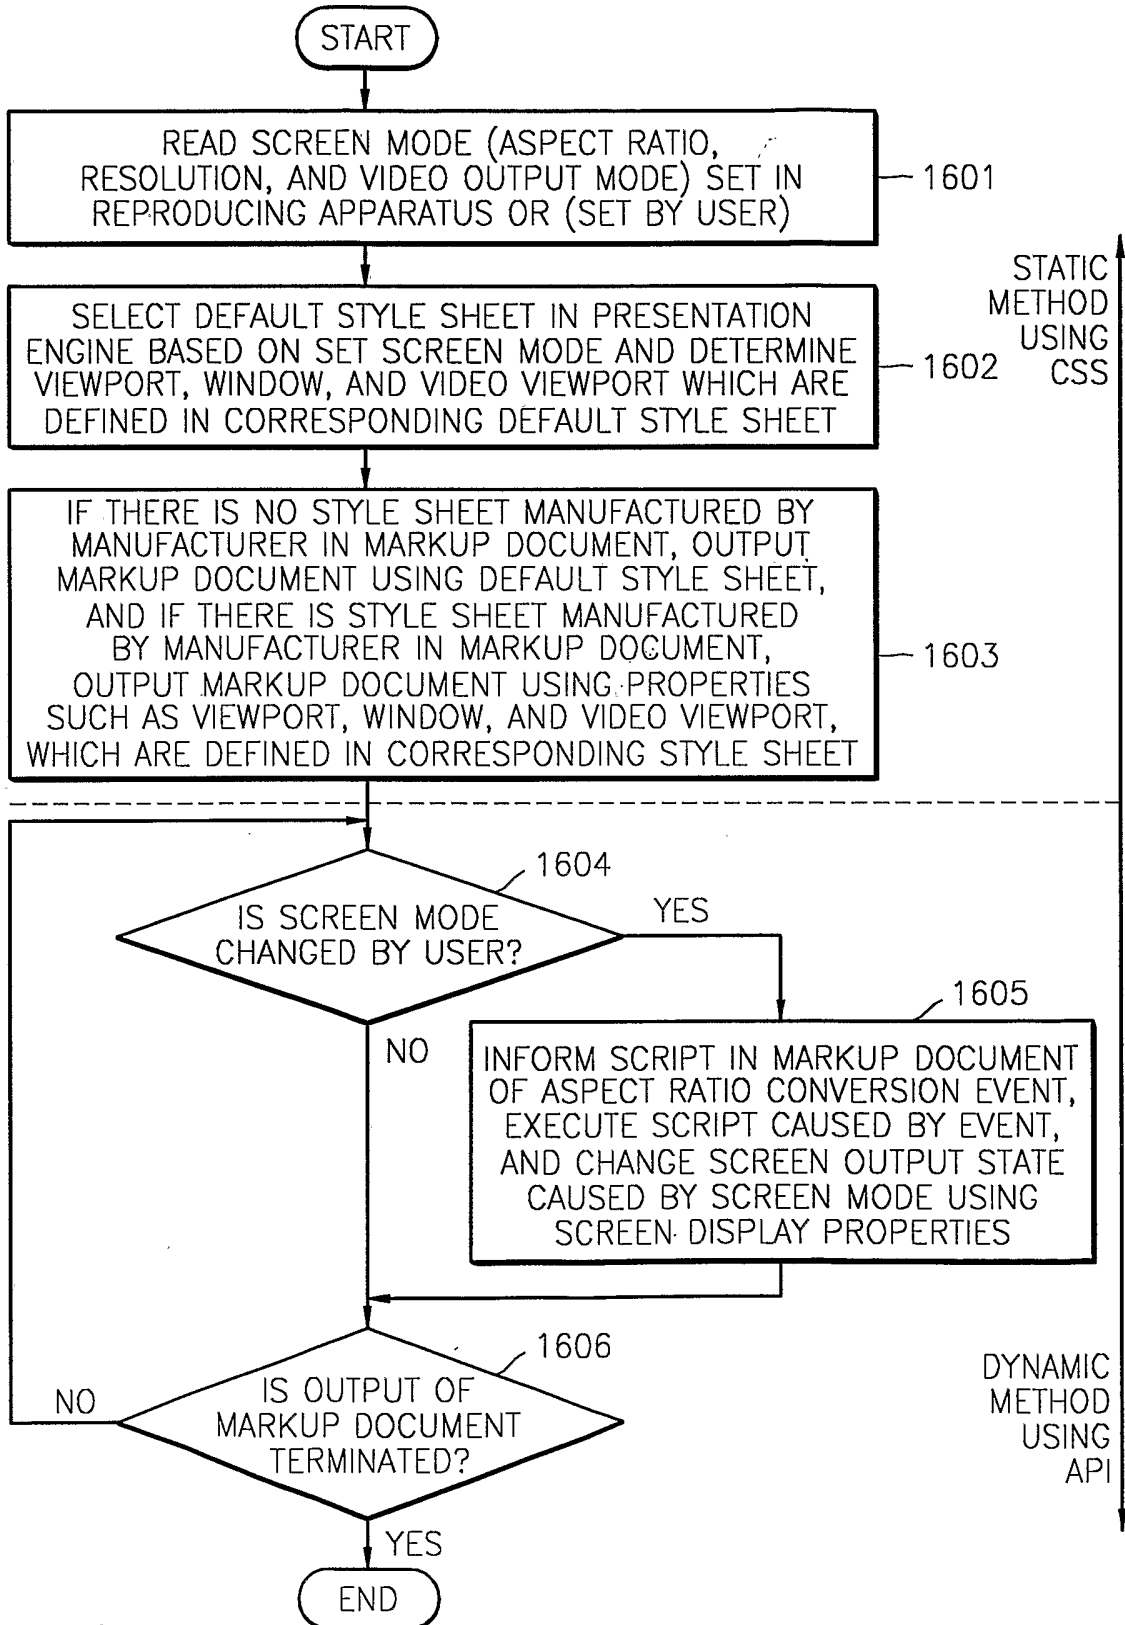 START
READ SCREEN MODE (ASPECT RATIO,
RESOLUTION, AND VIDEO OUTPUT MODE) SET IN
REPRODUCING APPARATUS OR (SET BY USER)
1601
STATIC
METHOD
USING
CSS
SELECT DEFAULT STYLE SHEET IN PRESENTATION
ENGINE BASED ON SET SCREEN MODE AND DETERMINE
VIEWPORT, WINDOW, AND VIDEO VIEWPORT WHICH ARE
DEFINED IN CORRESPONDING DEFAULT STYLE SHEET
1602
IF THERE IS NO STYLE SHEET MANUFACTURED BY
MANUFACTURER IN MARKUP DOCUMENT, OUTPUT
MARKUP DOCUMENT USING DEFAULT STYLE SHEET,
AND IF THERE IS STYLE SHEET MANUFACTURED
BY MANUFACTURER IN MARKUP DOCUMENT,
OUTPUT MARKUP DOCUMENT USING PROPERTIES
SUCH AS VIEWPORT, WINDOW, AND VIDEO VIEWPORT,
WHICH ARE DEFINED IN CORRESPONDING STYLE SHEET
1603
1604
IS SCREEN MODE
CHANGED BY USER?
YES
NO
1605
INFORM SCRIPT IN MARKUP DOCUMENT
OF ASPECT RATIO CONVERSION EVENT,
EXECUTE SCRIPT CAUSED BY EVENT,
AND CHANGE SCREEN OUTPUT STATE
CAUSED BY SCREEN MODE USING
SCREEN DISPLAY PROPERTIES
1606
IS OUTPUT OF
MARKUP DOCUMENT
TERMINATED?
NO
YES
DYNAMIC
METHOD
USING
API
END